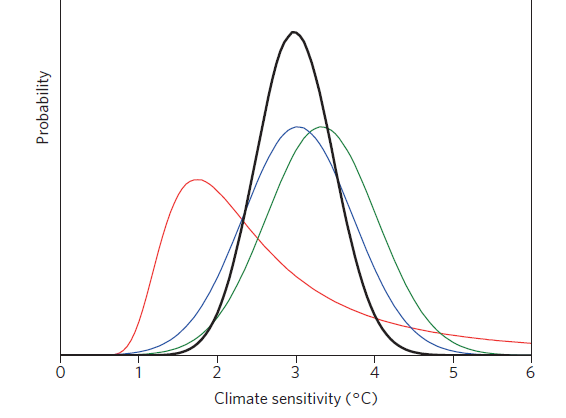 Probability
0 1 2 3 4 5 6
Climate sensitivity (°C)